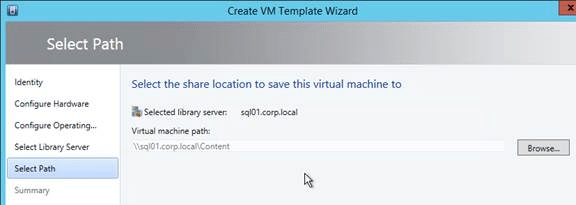 Create VM Template Wizard
Select Path
Identity
Configure Hardware
Configure Operating...
Select Library Server
Select Path
Summary
Select the share location to save this virtual machine to
Selected library server: sql01.corp.local
Virtual machine path:
\\sql01.corp.local\Content
Browse...